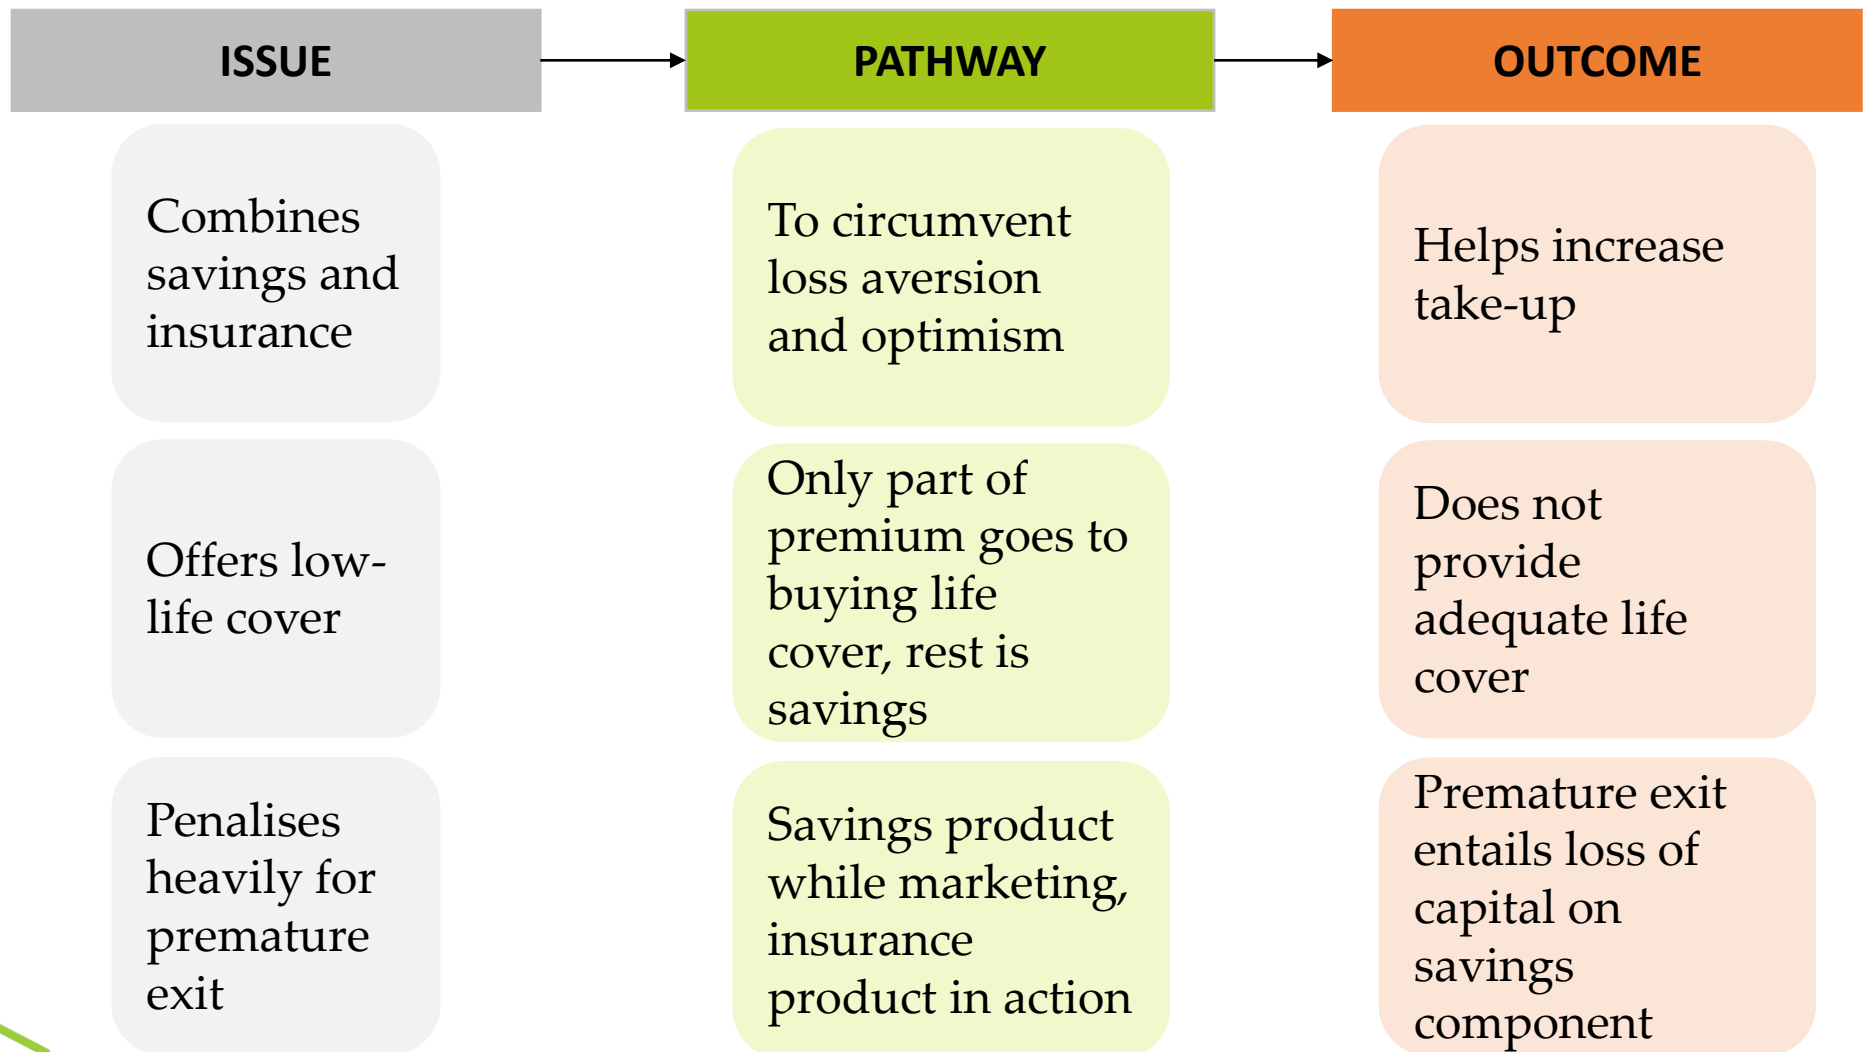 ISSUE
PATHWAY
OUTCOME
Combines
savings and
insurance
To circumvent
loss aversion
and optimism
Helps increase
take-up
Offers low-
life cover
Only part of
premium goes to
buying life
cover, rest is
savings
Does not
provide
adequate life
cover
Penalises
heavily for
premature
exit
Savings product
while marketing,
insurance
product in action
Premature exit
entails loss of
capital on
savings
component